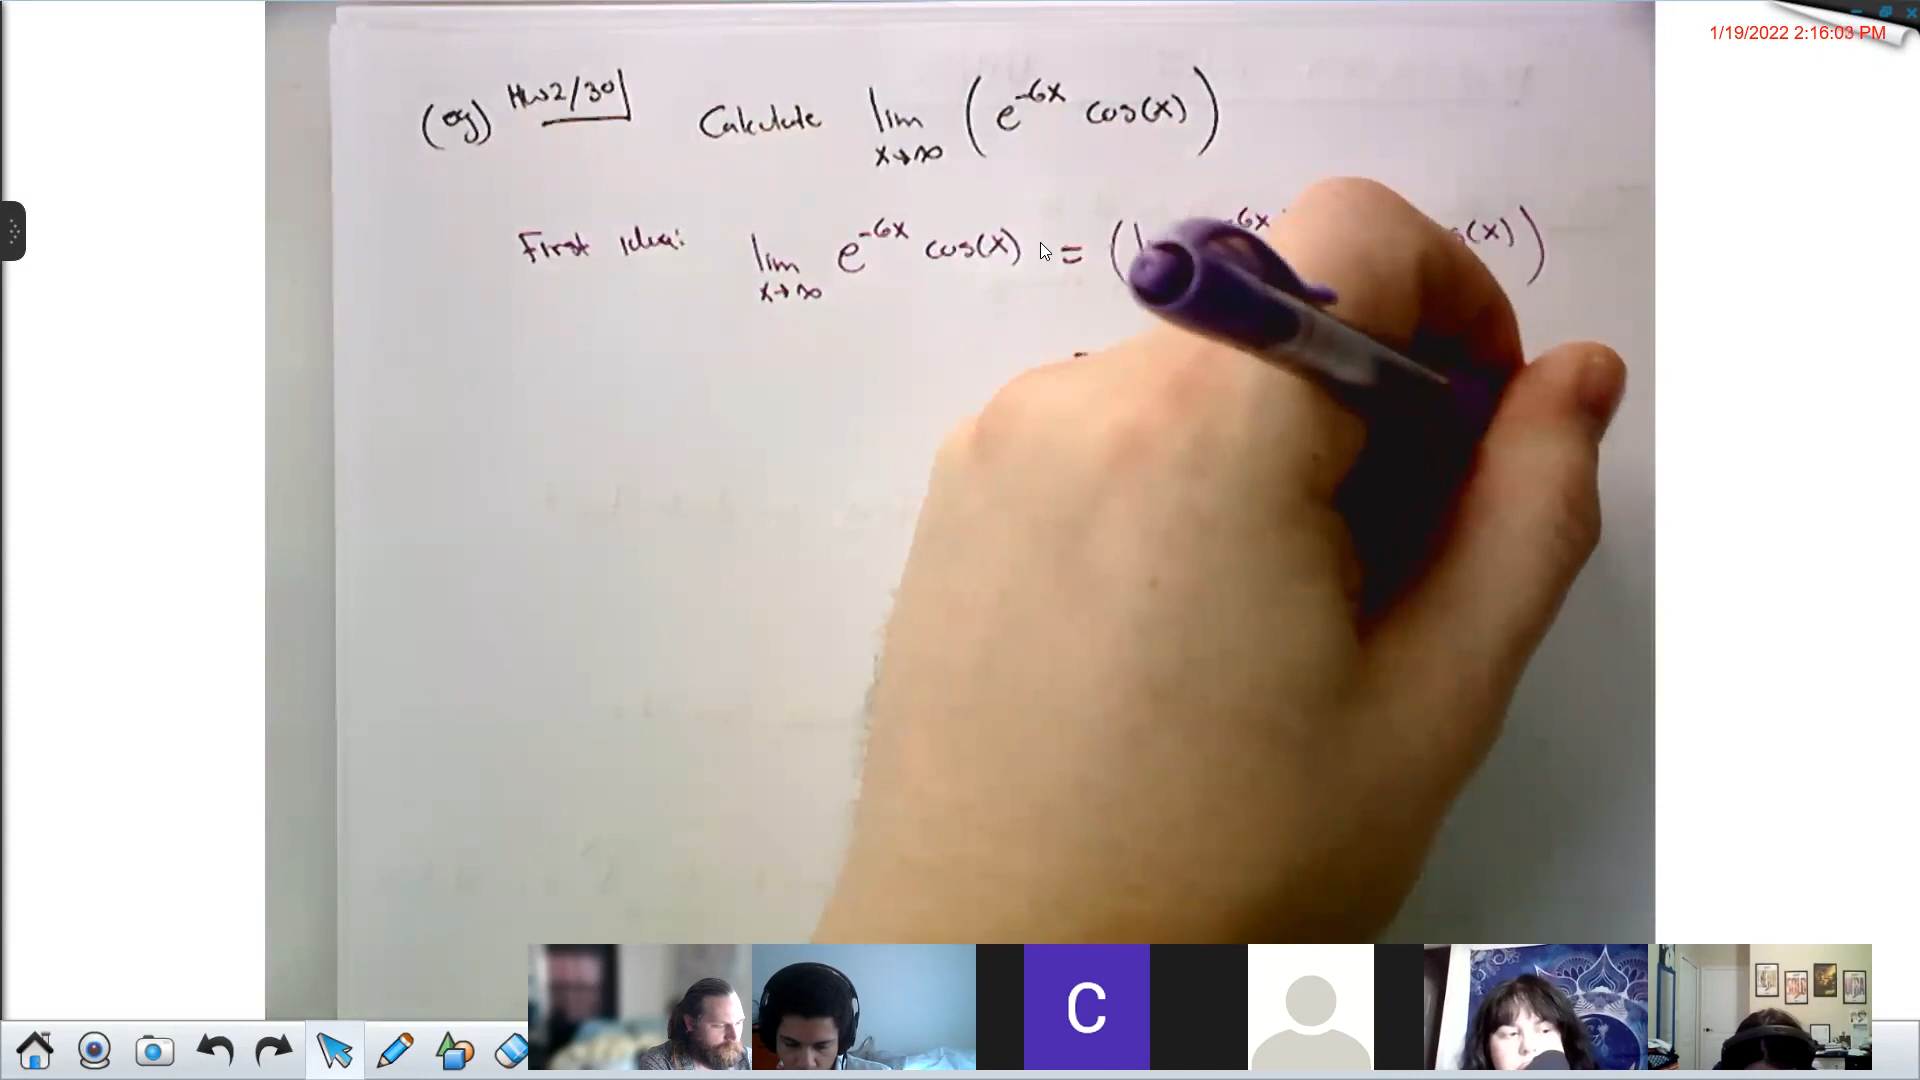 1/19/2022 2:16:03 PM
(eg) HW2/30 Calculate lim (e^-6x cos(x))
x→∞
First idea: lim e^-6x cos(x) = ( -6x (x))
x→∞
C